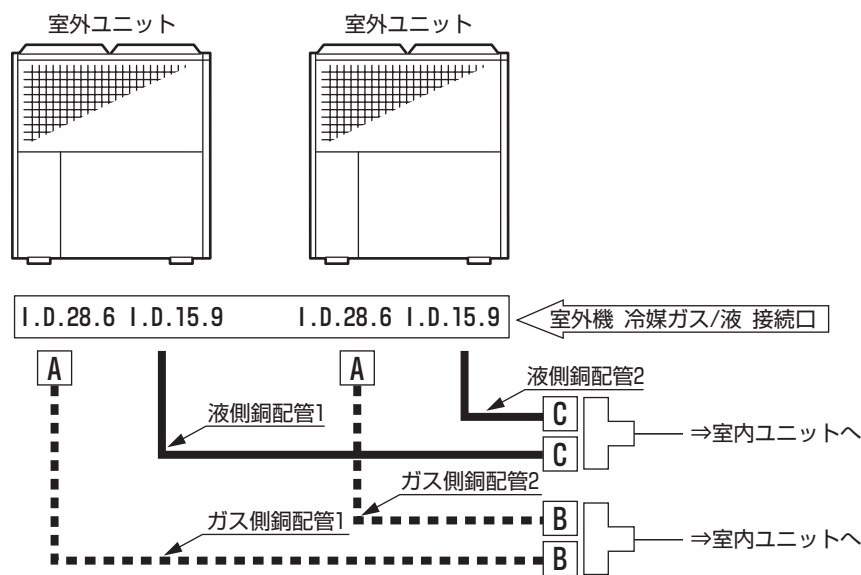 室外ユニット 室外ユニット
I.D.28.6 I.D.15.9 I.D.28.6 I.D.15.9 室外機 冷媒ガス/液 接続口
A A
液側銅配管2
液側銅配管1
C
C
⇒室内ユニットへ
ガス側銅配管2
ガス側銅配管1
B
B
⇒室内ユニットへ